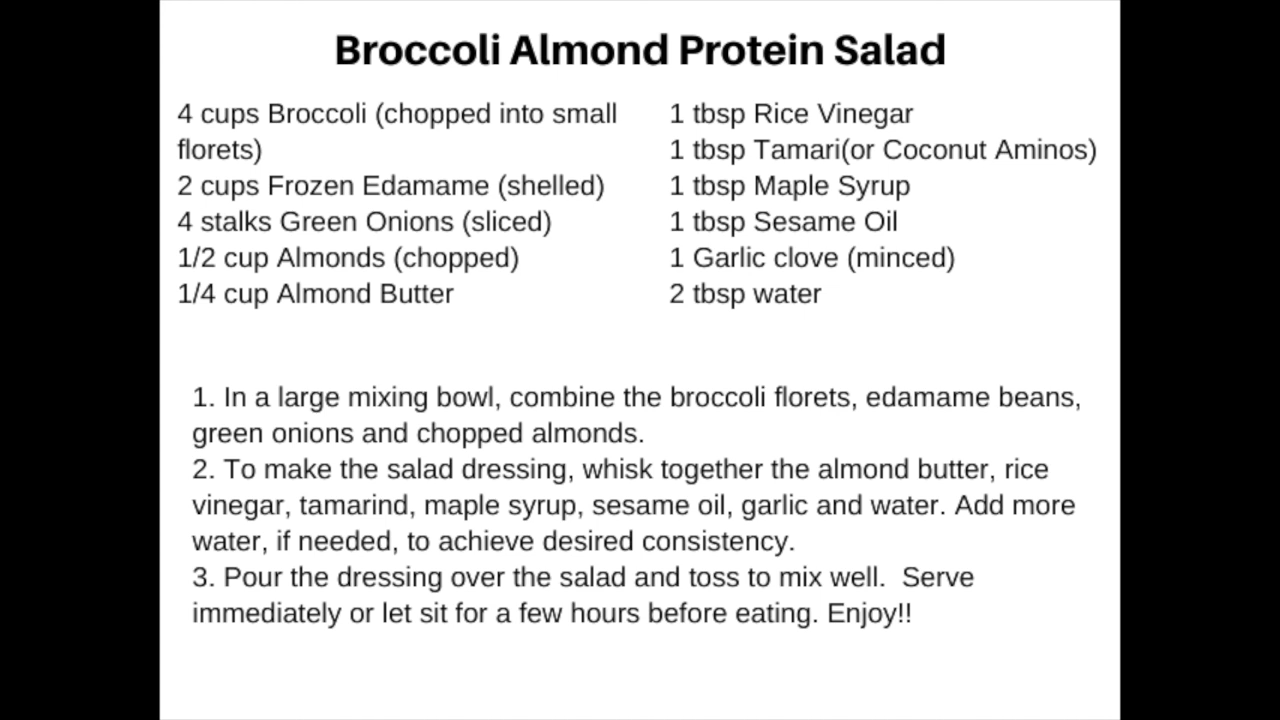 Broccoli Almond Protein Salad
4 cups Broccoli (chopped into small
florets)
2 cups Frozen Edamame (shelled)
4 stalks Green Onions (sliced)
1/2 cup Almonds (chopped)
1/4 cup Almond Butter
1 tbsp Rice Vinegar
1 tbsp Tamari(or Coconut Aminos)
1 tbsp Maple Syrup
1 tbsp Sesame Oil
1 Garlic clove (minced)
2 tbsp water
1. In a large mixing bowl, combine the broccoli florets, edamame beans,
green onions and chopped almonds.
2. To make the salad dressing, whisk together the almond butter, rice
vinegar, tamarind, maple syrup, sesame oil, garlic and water. Add more
water, if needed, to achieve desired consistency.
3. Pour the dressing over the salad and toss to mix well.  Serve
immediately or let sit for a few hours before eating. Enjoy!!